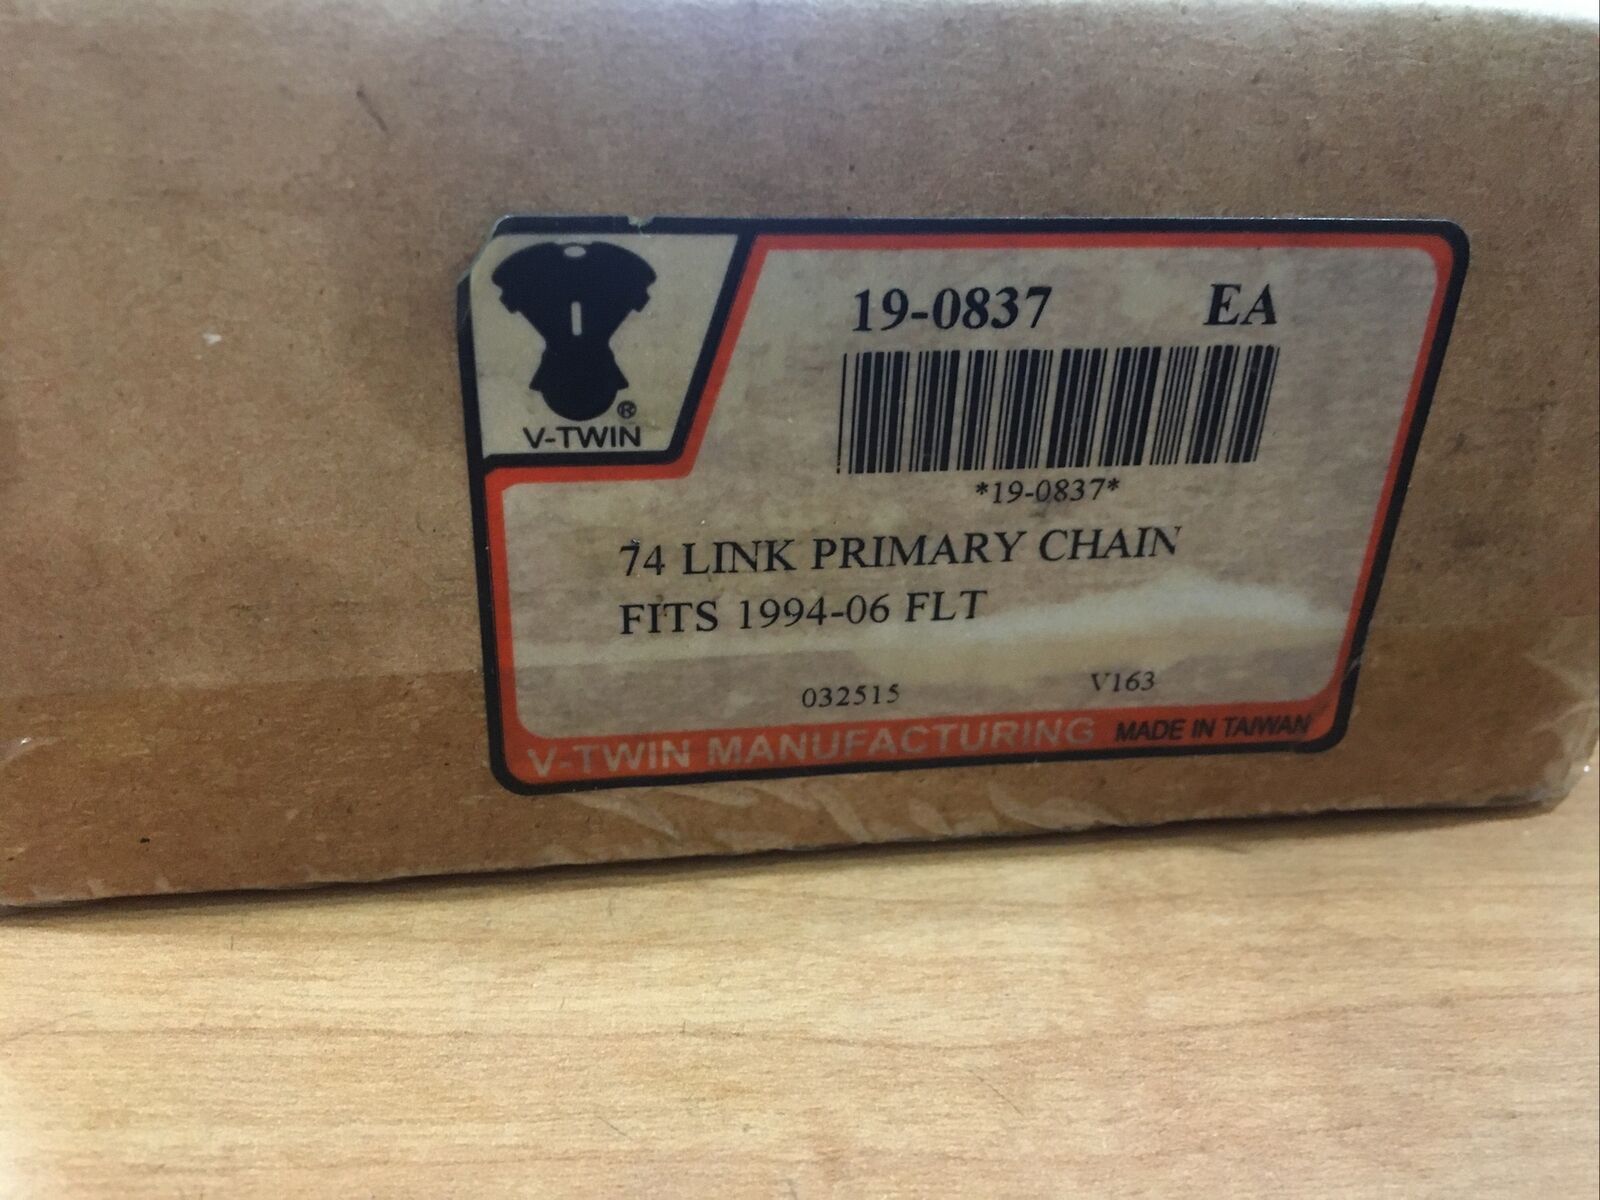 19-0837 EA
*19-0837*
®
V-TWIN
74 LINK PRIMARY CHAIN
FITS 1994-06 FLT
032515 V163
V-TWIN MANUFACTURING MADE IN TAIWAN